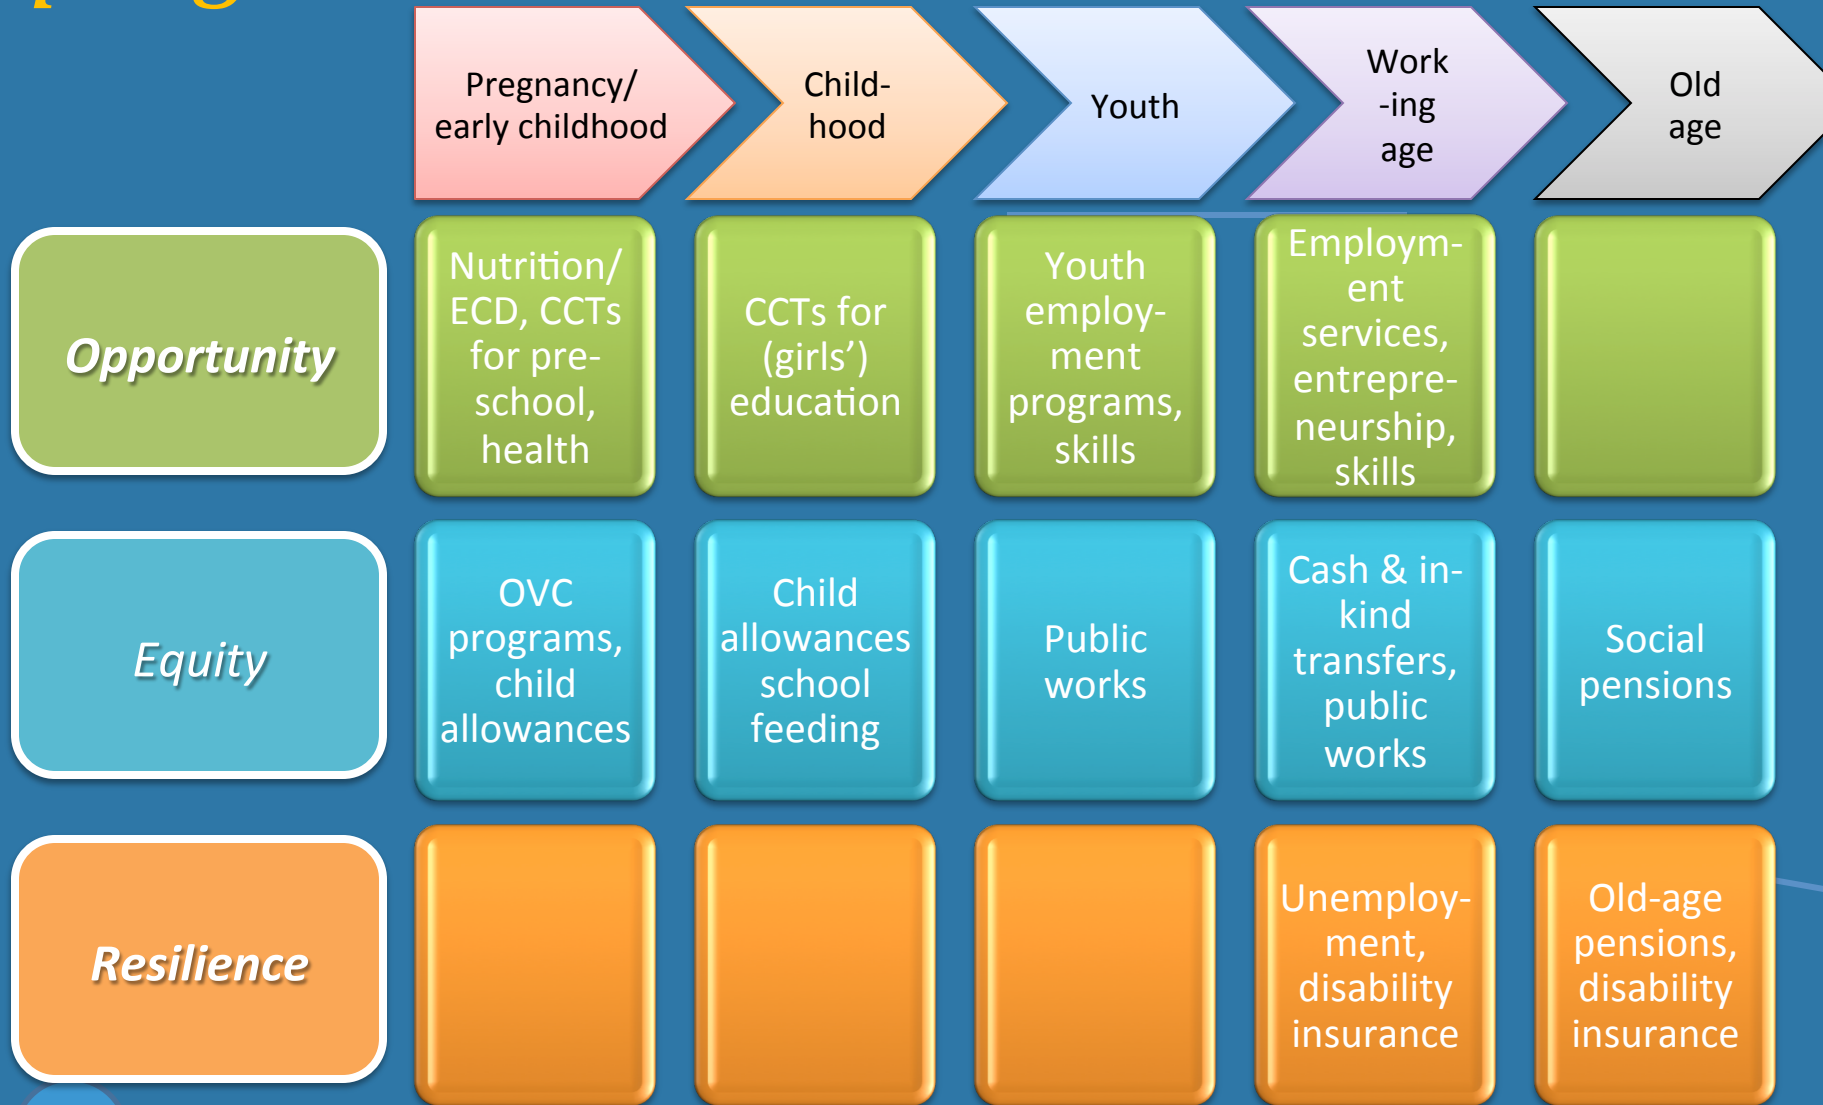 Pregnancy/
early childhood
Child-
hood
Youth
Work
-ing
age
Old
age
Opportunity
Nutrition/
ECD, CCTs
for pre-
school,
health
CCTs for
(girls’)
education
Youth
employ-
ment
programs,
skills
Employm-
ent
services,
entrepre-
neurship,
skills
Equity
OVC
programs,
child
allowances
Child
allowances
school
feeding
Public
works
Cash & in-
kind
transfers,
public
works
Social
pensions
Resilience
Unemploy-
ment,
disability
insurance
Old-age
pensions,
disability
insurance